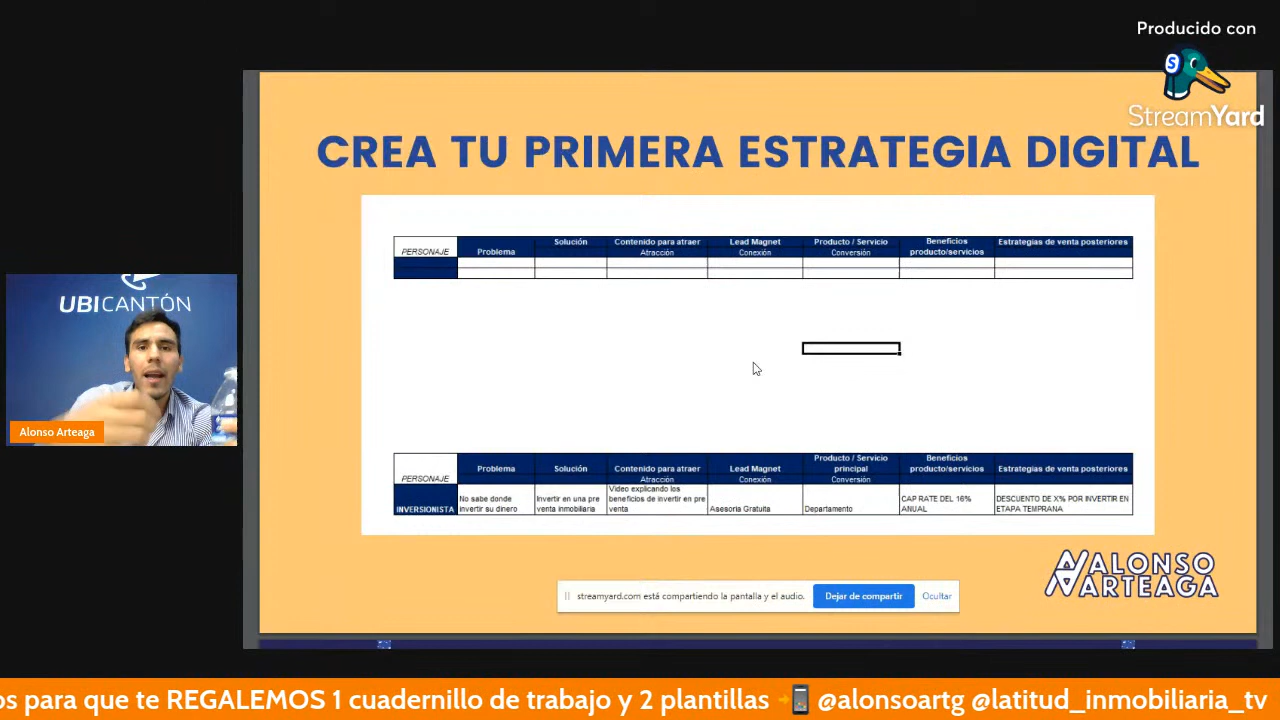 Producido con
StreamYard
CREA TU PRIMERA ESTRATEGIA DIGITAL
PERSONAJE Problema Solución Contenido para atraer Lead Magnet Producto / Servicio Beneficios producto/servicios Estrategias de venta posteriores
Atracción Conexión Conversión
UBICANTÓN
Alonso Arteaga
PERSONAJE Problema Solución Contenido para atraer Lead Magnet Producto / Servicio principal Beneficios producto/servicios Estrategias de venta posteriores
Atracción Conexión Conversión
INVERSIONISTA No sabe donde invertir su dinero Invertir en una pre venta inmobiliaria Video explicando los beneficios de invertir en pre venta Asesoria Gratuita Departamento CAP RATE DEL 16% ANUAL DESCUENTO DE X% POR INVERTIR EN ETAPA TEMPRANA
ALONSO
ARTEAGA
streamyard.com está compartiendo la pantalla y el audio. Dejar de compartir Ocultar
os para que te REGALEMOS 1 cuadernillo de trabajo y 2 plantillas @alonsoartg @latitud_inmobiliaria_tv